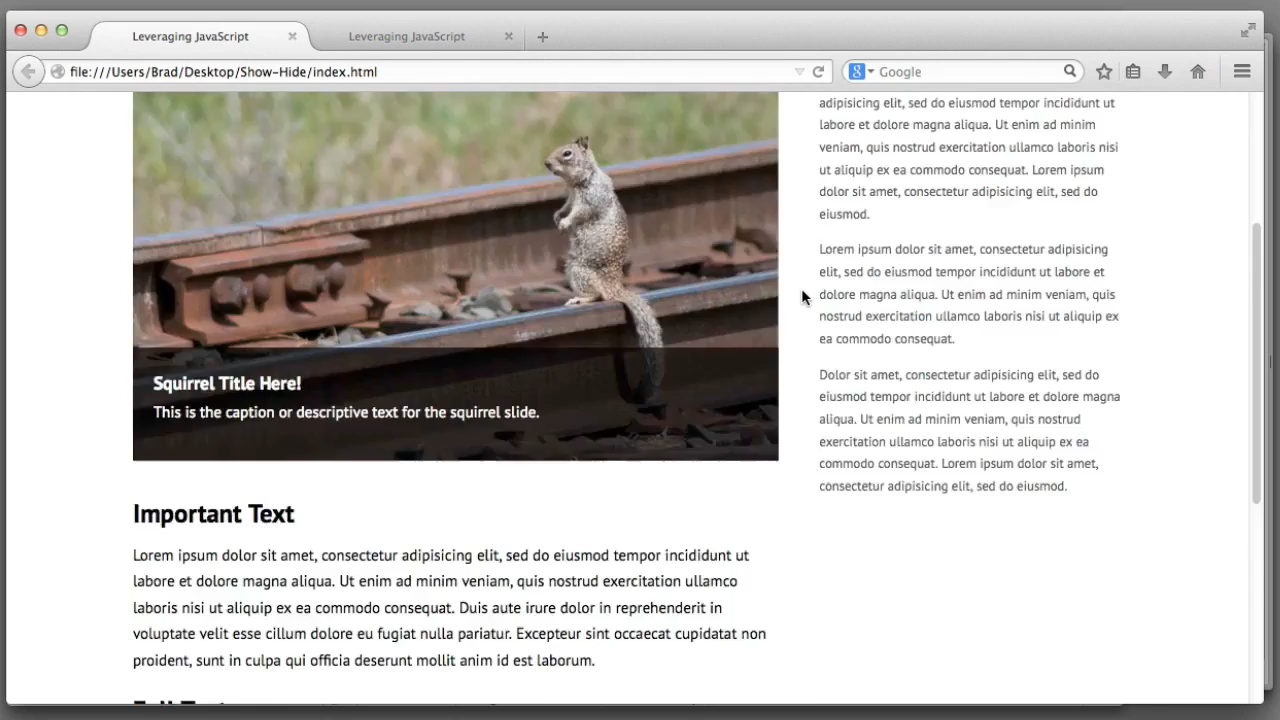 Leveraging JavaScript
Leveraging JavaScript
file:///Users/Brad/Desktop/Show-Hide/index.html
Google
Squirrel Title Here!
This is the caption or descriptive text for the squirrel slide.
Important Text
Lorem ipsum dolor sit amet, consectetur adipisicing elit, sed do eiusmod tempor incididunt ut
labore et dolore magna aliqua. Ut enim ad minim veniam, quis nostrud exercitation ullamco
laboris nisi ut aliquip ex ea commodo consequat. Duis aute irure dolor in reprehenderit in
voluptate velit esse cillum dolore eu fugiat nulla pariatur. Excepteur sint occaecat cupidatat non
proident, sunt in culpa qui officia deserunt mollit anim id est laborum.
adipisicing elit, sed do eiusmod tempor incididunt ut
labore et dolore magna aliqua. Ut enim ad minim
veniam, quis nostrud exercitation ullamco laboris nisi
ut aliquip ex ea commodo consequat. Lorem ipsum
dolor sit amet, consectetur adipisicing elit, sed do
eiusmod.
Lorem ipsum dolor sit amet, consectetur adipisicing
elit, sed do eiusmod tempor incididunt ut labore et
dolore magna aliqua. Ut enim ad minim veniam, quis
nostrud exercitation ullamco laboris nisi ut aliquip ex
ea commodo consequat.
Dolor sit amet, consectetur adipisicing elit, sed do
eiusmod tempor incididunt ut labore et dolore magna
aliqua. Ut enim ad minim veniam, quis nostrud
exercitation ullamco laboris nisi ut aliquip ex ea
commodo consequat. Lorem ipsum dolor sit amet,
consectetur adipisicing elit, sed do eiusmod.